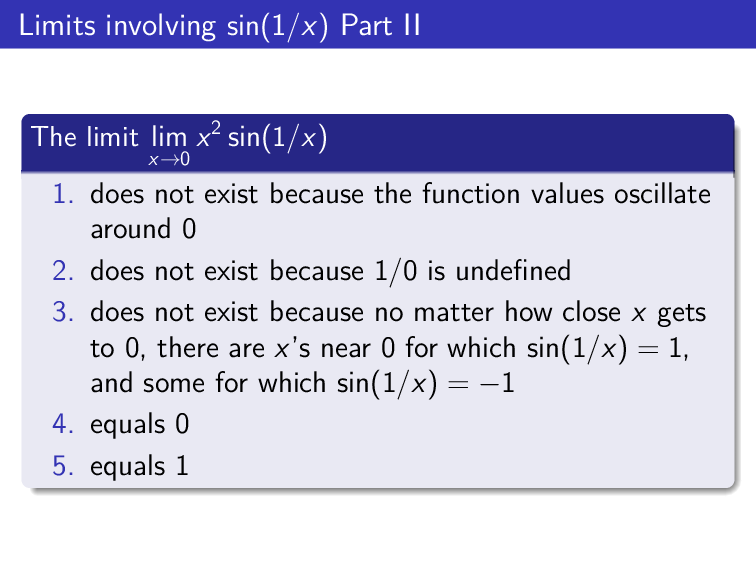 Limits involving sin(1/x) Part II
The limit lim x→0 x² sin(1/x)
1. does not exist because the function values oscillate
around 0
2. does not exist because 1/0 is undefined
3. does not exist because no matter how close x gets
to 0, there are x's near 0 for which sin(1/x) = 1,
and some for which sin(1/x) = −1
4. equals 0
5. equals 1